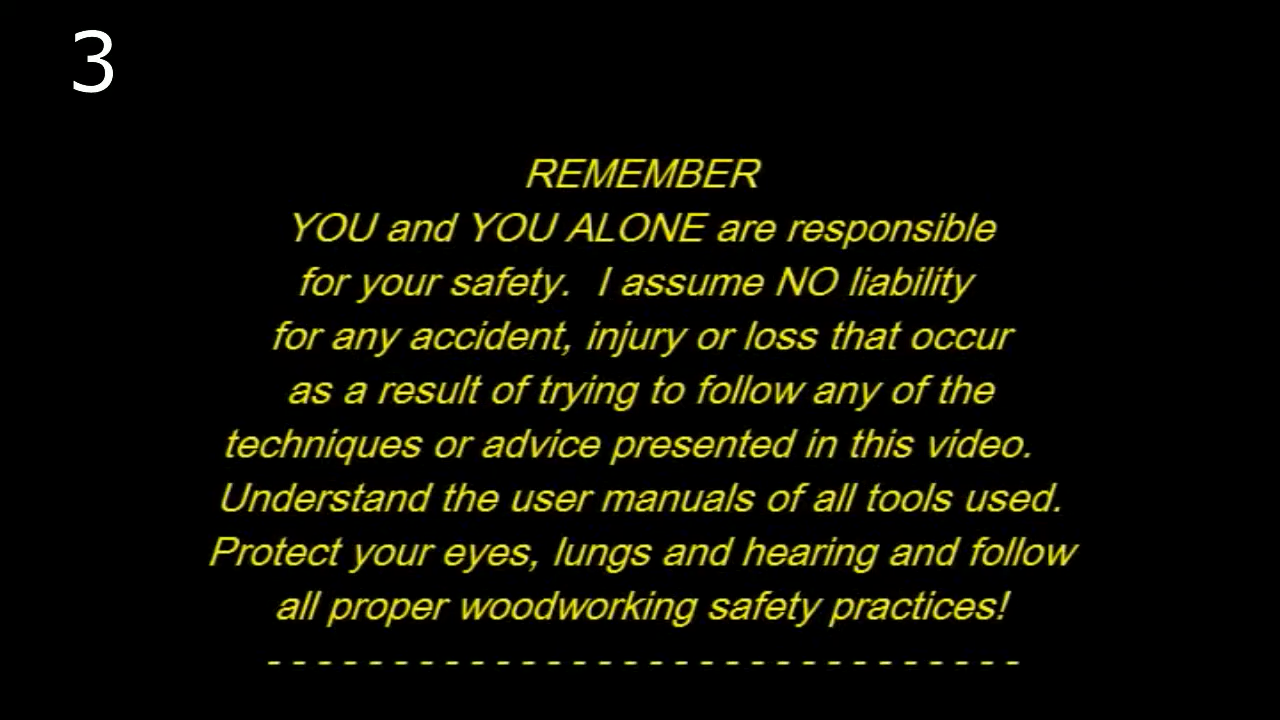 3
REMEMBER
YOU and YOU ALONE are responsible
for your safety.  I assume NO liability
for any accident, injury or loss that occur
as a result of trying to follow any of the
techniques or advice presented in this video.
Understand the user manuals of all tools used.
Protect your eyes, lungs and hearing and follow
all proper woodworking safety practices!
- - - - - - - - - - - - - - - - - - - - - - - - - - - - - -